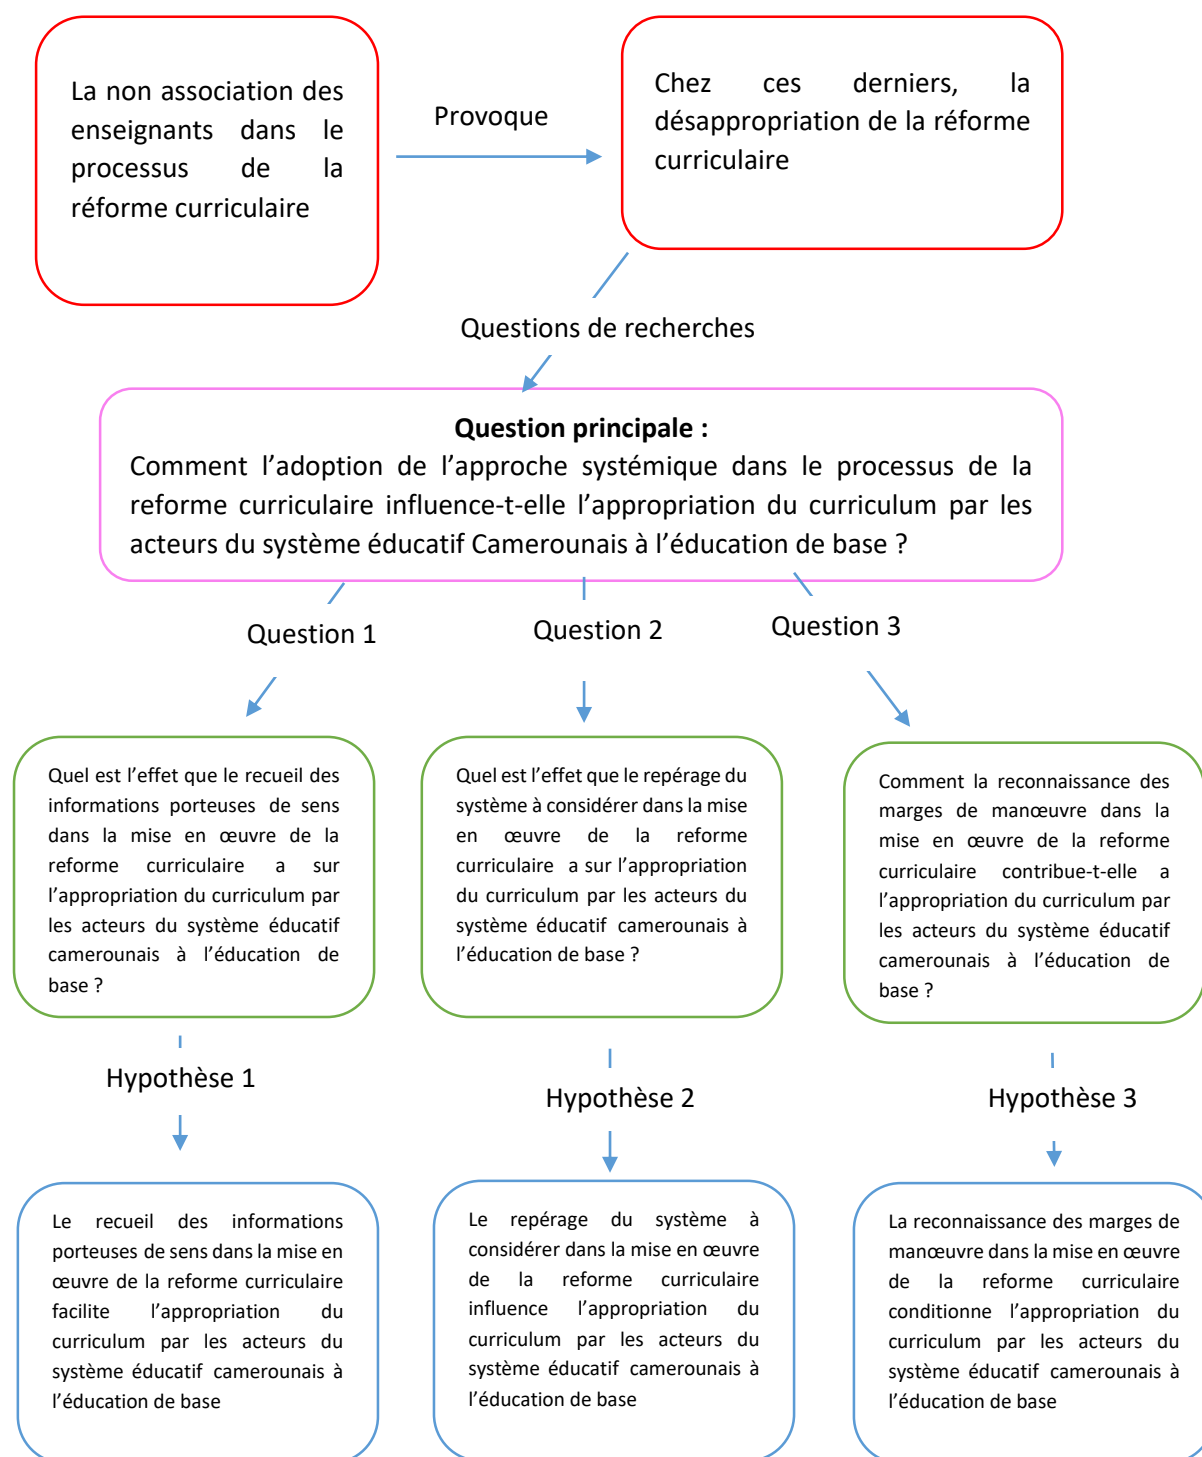 La non association des
enseignants dans le
processus de la
réforme curriculaire
Provoque
Chez ces derniers, la
désappropriation de la réforme
curriculaire
Questions de recherches
Question principale :
Comment l’adoption de l’approche systémique dans le processus de la
reforme curriculaire influence-t-elle l’appropriation du curriculum par les
acteurs du système éducatif Camerounais à l’éducation de base ?
Question 1
Question 2
Question 3
Quel est l’effet que le recueil des
informations porteuses de sens
dans la mise en œuvre de la
reforme curriculaire a sur
l’appropriation du curriculum par
les acteurs du système éducatif
camerounais à l’éducation de
base ?
Quel est l’effet que le repérage du
système à considérer dans la mise
en œuvre de la reforme
curriculaire a sur l’appropriation
du curriculum par les acteurs du
système éducatif camerounais à
l’éducation de base ?
Comment la reconnaissance des
marges de manœuvre dans la
mise en œuvre de la reforme
curriculaire contribue-t-elle a
l’appropriation du curriculum par
les acteurs du système éducatif
camerounais à l’éducation de
base ?
Hypothèse 1
Hypothèse 2
Hypothèse 3
Le recueil des informations
porteuses de sens dans la mise en
œuvre de la reforme curriculaire
facilite l’appropriation du
curriculum par les acteurs du
système éducatif camerounais à
l’éducation de base
Le repérage du système à
considérer dans la mise en œuvre
de la reforme curriculaire
influence l’appropriation du
curriculum par les acteurs du
système éducatif camerounais à
l’éducation de base
La reconnaissance des marges de
manœuvre dans la mise en œuvre
de la reforme curriculaire
conditionne l’appropriation du
curriculum par les acteurs du
système éducatif camerounais à
l’éducation de base